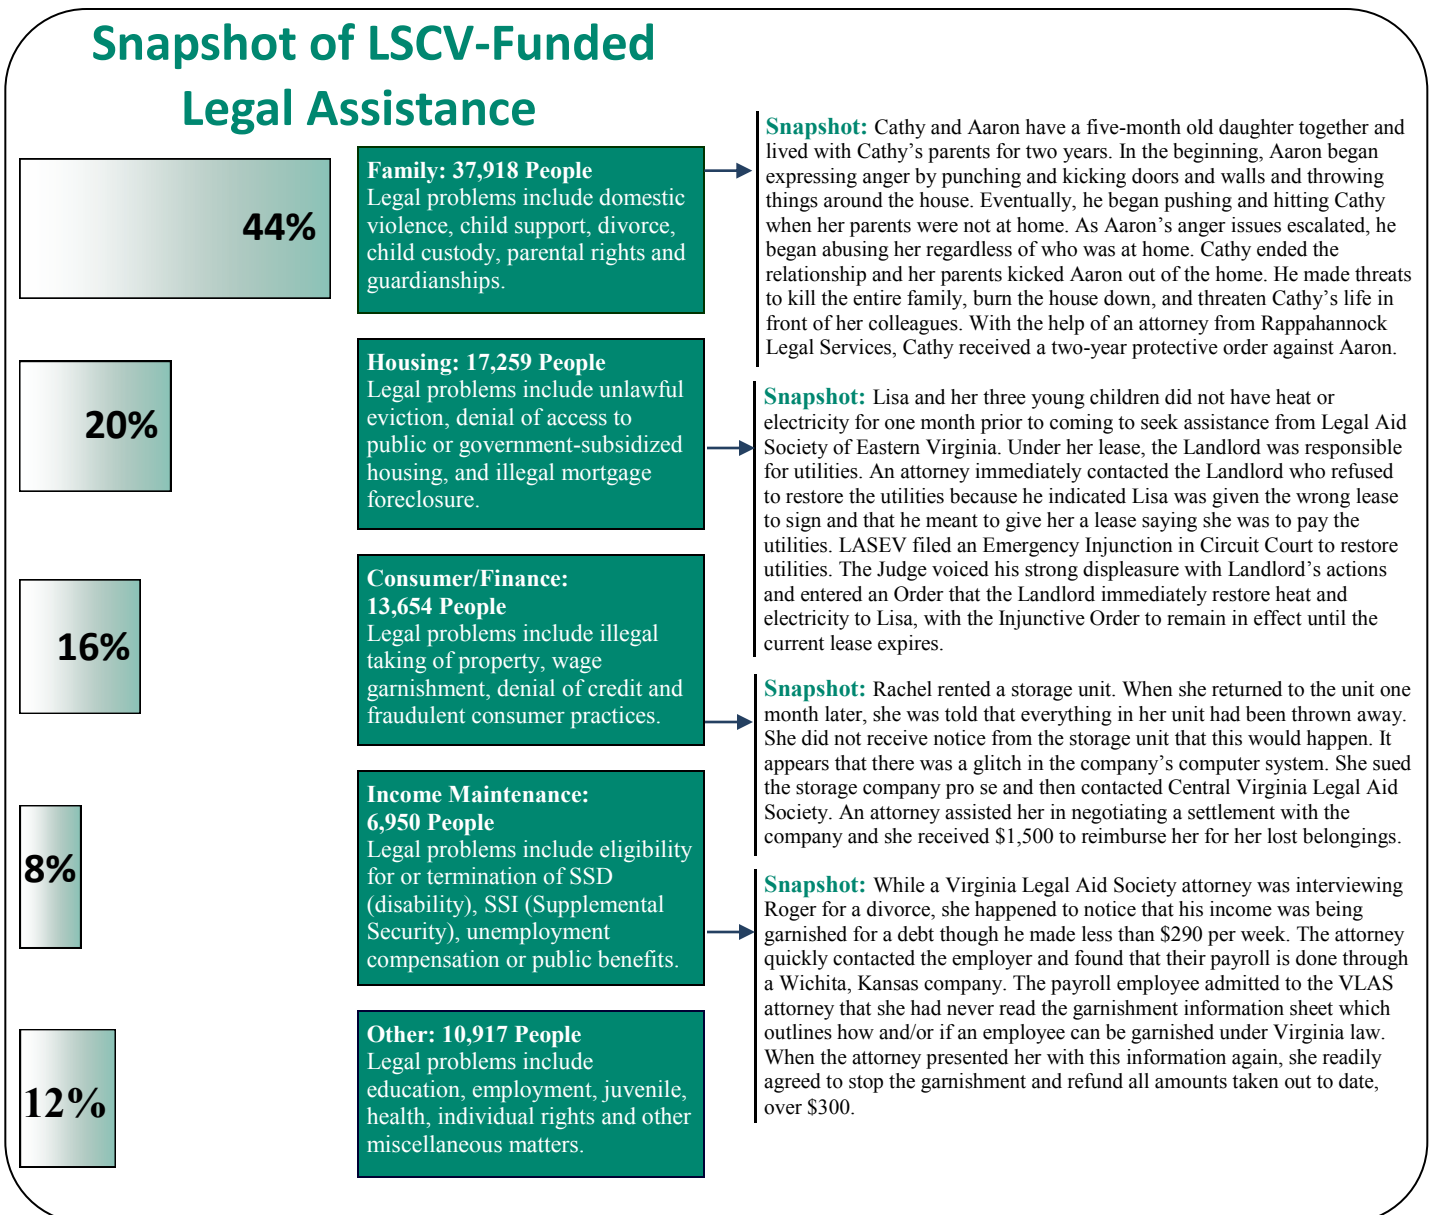 Snapshot of LSCV-Funded
Legal Assistance
44%
Family: 37,918 People
Legal problems include domestic
violence, child support, divorce,
child custody, parental rights and
guardianships.
Snapshot: Cathy and Aaron have a five-month old daughter together and
lived with Cathy's parents for two years. In the beginning, Aaron began
expressing anger by punching and kicking doors and walls and throwing
things around the house. Eventually, he began pushing and hitting Cathy
when her parents were not at home. As Aaron's anger issues escalated, he
began abusing her regardless of who was at home. Cathy ended the
relationship and her parents kicked Aaron out of the home. He made threats
to kill the entire family, burn the house down, and threaten Cathy's life in
front of her colleagues. With the help of an attorney from Rappahannock
Legal Services, Cathy received a two-year protective order against Aaron.
20%
Housing: 17,259 People
Legal problems include unlawful
eviction, denial of access to
public or government-subsidized
housing, and illegal mortgage
foreclosure.
Snapshot: Lisa and her three young children did not have heat or
electricity for one month prior to coming to seek assistance from Legal Aid
Society of Eastern Virginia. Under her lease, the Landlord was responsible
for utilities. An attorney immediately contacted the Landlord who refused
to restore the utilities because he indicated Lisa was given the wrong lease
to sign and that he meant to give her a lease saying she was to pay the
utilities. LASEV filed an Emergency Injunction in Circuit Court to restore
utilities. The Judge voiced his strong displeasure with Landlord's actions
and entered an Order that the Landlord immediately restore heat and
electricity to Lisa, with the Injunctive Order to remain in effect until the
current lease expires.
16%
Consumer/Finance:
13,654 People
Legal problems include illegal
taking of property, wage
garnishment, denial of credit and
fraudulent consumer practices.
Snapshot: Rachel rented a storage unit. When she returned to the unit one
month later, she was told that everything in her unit had been thrown away.
She did not receive notice from the storage unit that this would happen. It
appears that there was a glitch in the company's computer system. She sued
the storage company pro se and then contacted Central Virginia Legal Aid
Society. An attorney assisted her in negotiating a settlement with the
company and she received $1,500 to reimburse her for her lost belongings.
8%
Income Maintenance:
6,950 People
Legal problems include eligibility
for or termination of SSD
(disability), SSI (Supplemental
Security), unemployment
compensation or public benefits.
Snapshot: While a Virginia Legal Aid Society attorney was interviewing
Roger for a divorce, she happened to notice that his income was being
garnished for a debt though he made less than $290 per week. The attorney
quickly contacted the employer and found that their payroll is done through
a Wichita, Kansas company. The payroll employee admitted to the VLAS
attorney that she had never read the garnishment information sheet which
outlines how and/or if an employee can be garnished under Virginia law.
When the attorney presented her with this information again, she readily
agreed to stop the garnishment and refund all amounts taken out to date,
over $300.
12%
Other: 10,917 People
Legal problems include
education, employment, juvenile,
health, individual rights and other
miscellaneous matters.